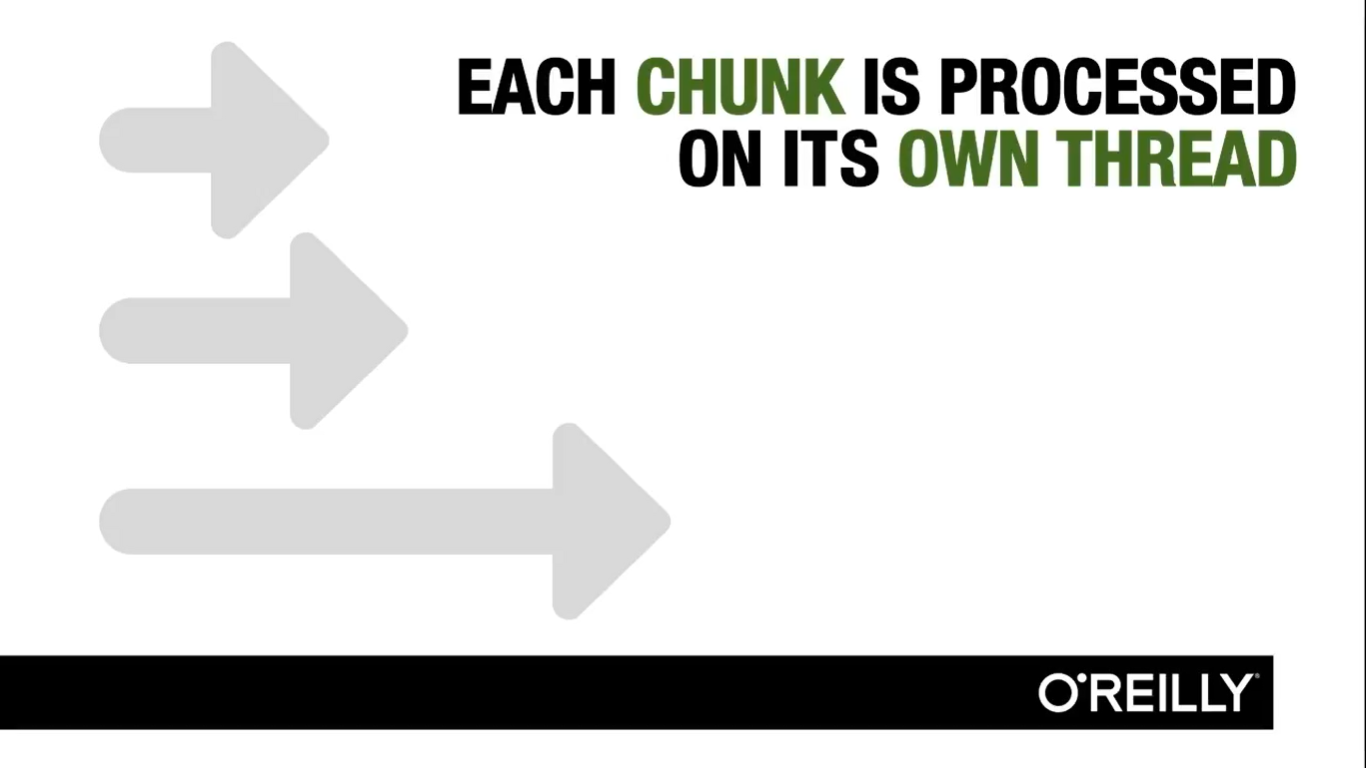 EACH CHUNK IS PROCESSED
ON ITS OWN THREAD
O'REILLY®